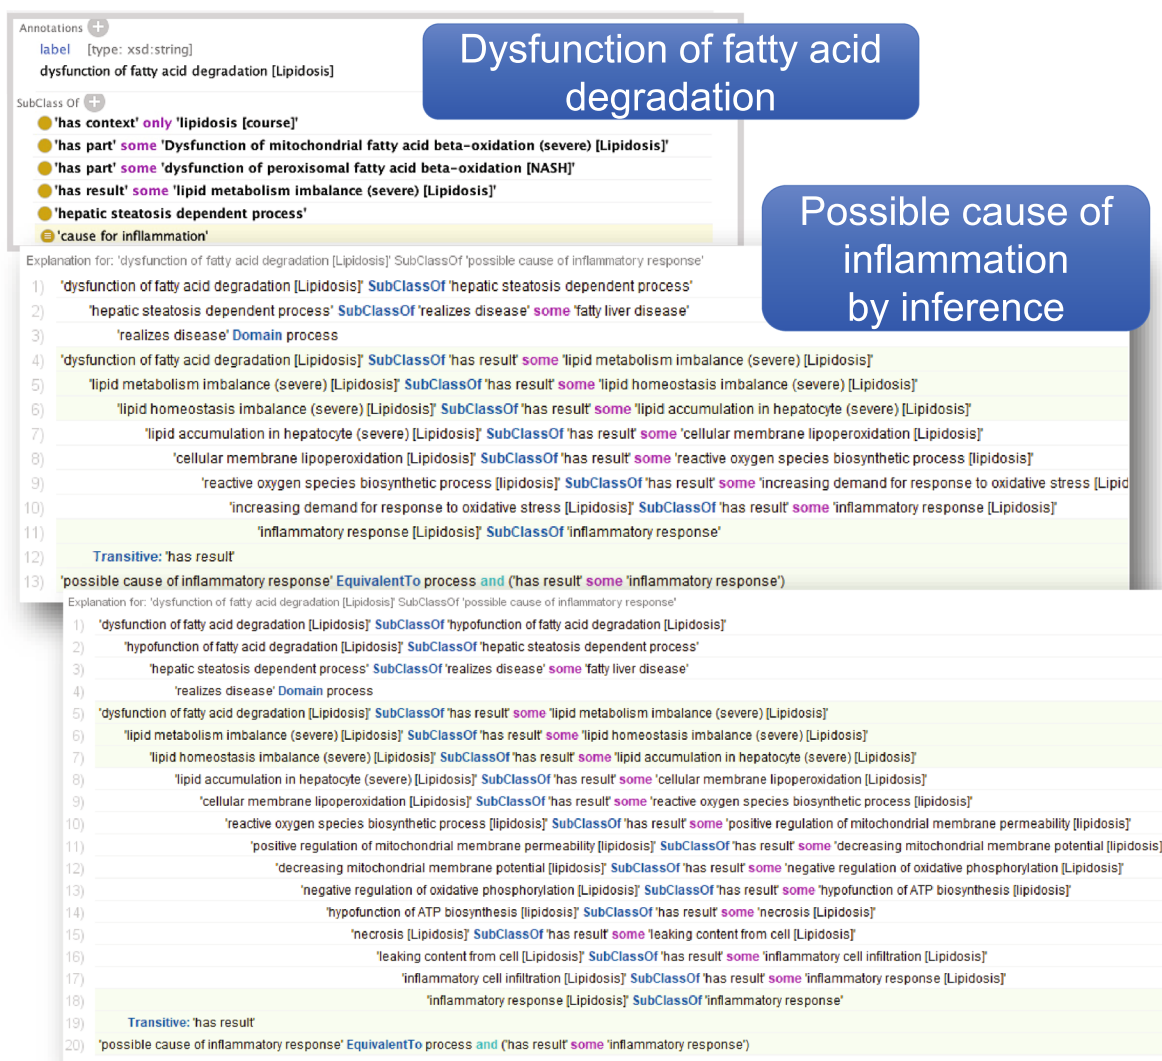 Annotations
label [type: xsd:string]
dysfunction of fatty acid degradation [Lipidosis]
Dysfunction of fatty acid
degradation
SubClass Of
'has context' only 'lipidosis [course]'
'has part' some 'Dysfunction of mitochondrial fatty acid beta-oxidation (severe) [Lipidosis]'
'has part' some 'dysfunction of peroxisomal fatty acid beta-oxidation [NASH]'
'has result' some 'lipid metabolism imbalance (severe) [Lipidosis]'
'hepatic steatosis dependent process'
'cause for infllammation'
Possible cause of
inflammation
by inference
Explanation for: 'dysfunction of fatty acid degradation [Lipidosis]' SubClassOf 'possible cause of inflammatory response'
1) 'dysfunction of fatty acid degradation [Lipidosis]' SubClassOf 'hepatic steatosis dependent process'
2) 'hepatic steatosis dependent process' SubClassOf 'realizes disease' some 'fatty liver disease'
3) 'realizes disease' Domain process
4) 'dysfunction of fatty acid degradation [Lipidosis]' SubClassOf 'has result' some 'lipid metabolism imbalance (severe) [Lipidosis]'
5) 'lipid metabolism imbalance (severe) [Lipidosis]' SubClassOf 'has result' some 'lipid homeostasis imbalance (severe) [Lipidosis]'
6) 'lipid homeostasis imbalance (severe) [Lipidosis]' SubClassOf 'has result' some 'lipid accumulation in hepatocyte (severe) [Lipidosis]'
7) 'lipid accumulation in hepatocyte (severe) [Lipidosis]' SubClassOf 'has result' some 'cellular membrane lipoperoxidation [Lipidosis]'
8) 'cellular membrane lipoperoxidation [Lipidosis]' SubClassOf 'has result' some 'reactive oxygen species biosynthetic process [lipidosis]'
9) 'reactive oxygen species biosynthetic process [lipidosis]' SubClassOf 'has result' some 'increasing demand for response to oxidative stress [Lipid
10) 'increasing demand for response to oxidative stress [Lipidosis]' SubClassOf 'has result' some 'inflammatory response [Lipidosis]'
11) 'inflammatory response [Lipidosis]' SubClassOf 'inflammatory response'
12) Transitive: 'has result'
13) 'possible cause of inflammatory response' EquivalentTo process and ('has result' some 'inflammatory response')
Explanation for: 'dysfunction of fatty acid degradation [Lipidosis]' SubClassOf 'possible cause of inflammatory response'
1) 'dysfunction of fatty acid degradation [Lipidosis]' SubClassOf 'hypofunction of fatty acid degradation [Lipidosis]'
2) 'hypofunction of fatty acid degradation [Lipidosis]' SubClassOf 'hepatic steatosis dependent process'
3) 'hepatic steatosis dependent process' SubClassOf 'realizes disease' some 'fatty liver disease'
4) 'realizes disease' Domain process
5) 'dysfunction of fatty acid degradation [Lipidosis]' SubClassOf 'has result' some 'lipid metabolism imbalance (severe) [Lipidosis]'
6) 'lipid metabolism imbalance (severe) [Lipidosis]' SubClassOf 'has result' some 'lipid homeostasis imbalance (severe) [Lipidosis]'
7) 'lipid homeostasis imbalance (severe) [Lipidosis]' SubClassOf 'has result' some 'lipid accumulation in hepatocyte (severe) [Lipidosis]'
8) 'lipid accumulation in hepatocyte (severe) [Lipidosis]' SubClassOf 'has result' some 'cellular membrane lipoperoxidation [Lipidosis]'
9) 'cellular membrane lipoperoxidation [Lipidosis]' SubClassOf 'has result' some 'reactive oxygen species biosynthetic process [lipidosis]'
10) 'reactive oxygen species biosynthetic process [lipidosis]' SubClassOf 'has result' some 'positive regulation of mitochondrial membrane permeability [lipidosis]'
11) 'positive regulation of mitochondrial membrane permeability [lipidosis]' SubClassOf 'has result' some 'decreasing mitochondrial membrane potential [lipidosis]
12) 'decreasing mitochondrial membrane potential [lipidosis]' SubClassOf 'has result' some 'negative regulation of oxidative phosphorylation [Lipidosis]'
13) 'negative regulation of oxidative phosphorylation [Lipidosis]' SubClassOf 'has result' some 'hypofunction of ATP biosynthesis [lipidosis]'
14) 'hypofunction of ATP biosynthesis [lipidosis]' SubClassOf 'has result' some 'necrosis [Lipidosis]'
15) 'necrosis [Lipidosis]' SubClassOf 'has result' some 'leaking content from cell [Lipidosis]'
16) 'leaking content from cell [Lipidosis]' SubClassOf 'has result' some 'inflammatory cell infiltration [Lipidosis]'
17) 'inflammatory cell infiltration [Lipidosis]' SubClassOf 'has result' some 'inflammatory response [Lipidosis]'
18) 'inflammatory response [Lipidosis]' SubClassOf 'inflammatory response'
19) Transitive: 'has result'
20) 'possible cause of inflammatory response' EquivalentTo process and ('has result' some 'inflammatory response')